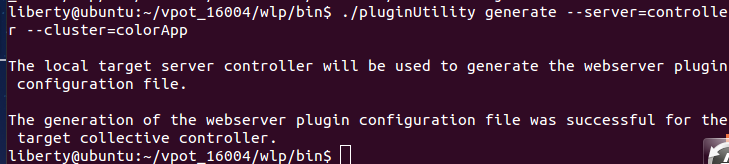 liberty@ubuntu:~/vpot_16004/wlp/bin$ ./pluginUtility generate --server=controlle
r --cluster=colorApp
The local target server controller will be used to generate the webserver plugin
 configuration file.
The generation of the webserver plugin configuration file was successful for the
 target collective controller.
liberty@ubuntu:~/vpot_16004/wlp/bin$